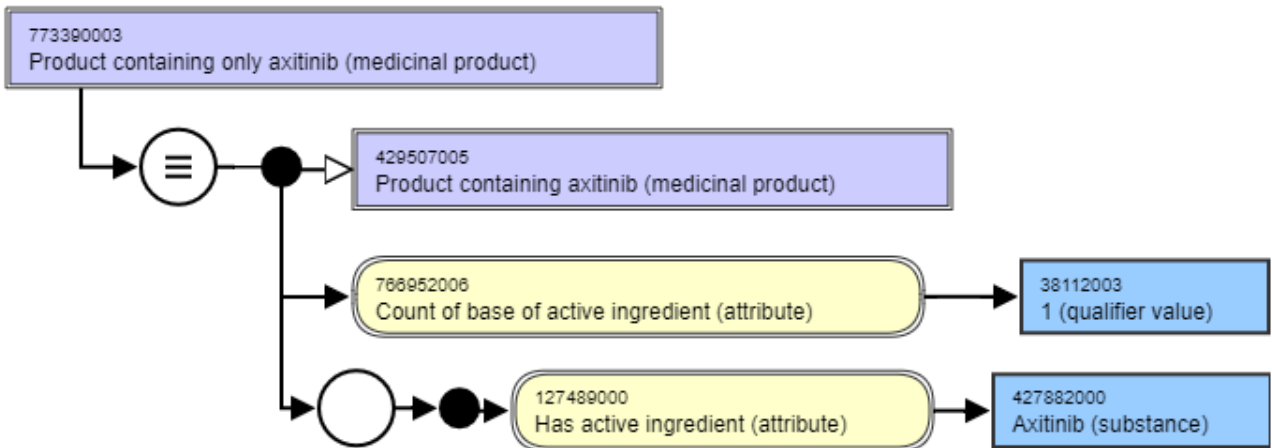 773390003
Product containing only axitinib (medicinal product)
429507005
Product containing axitinib (medicinal product)
766952006
Count of base of active ingredient (attribute)
38112003
1 (qualifier value)
127489000
Has active ingredient (attribute)
427882000
Axitinib (substance)